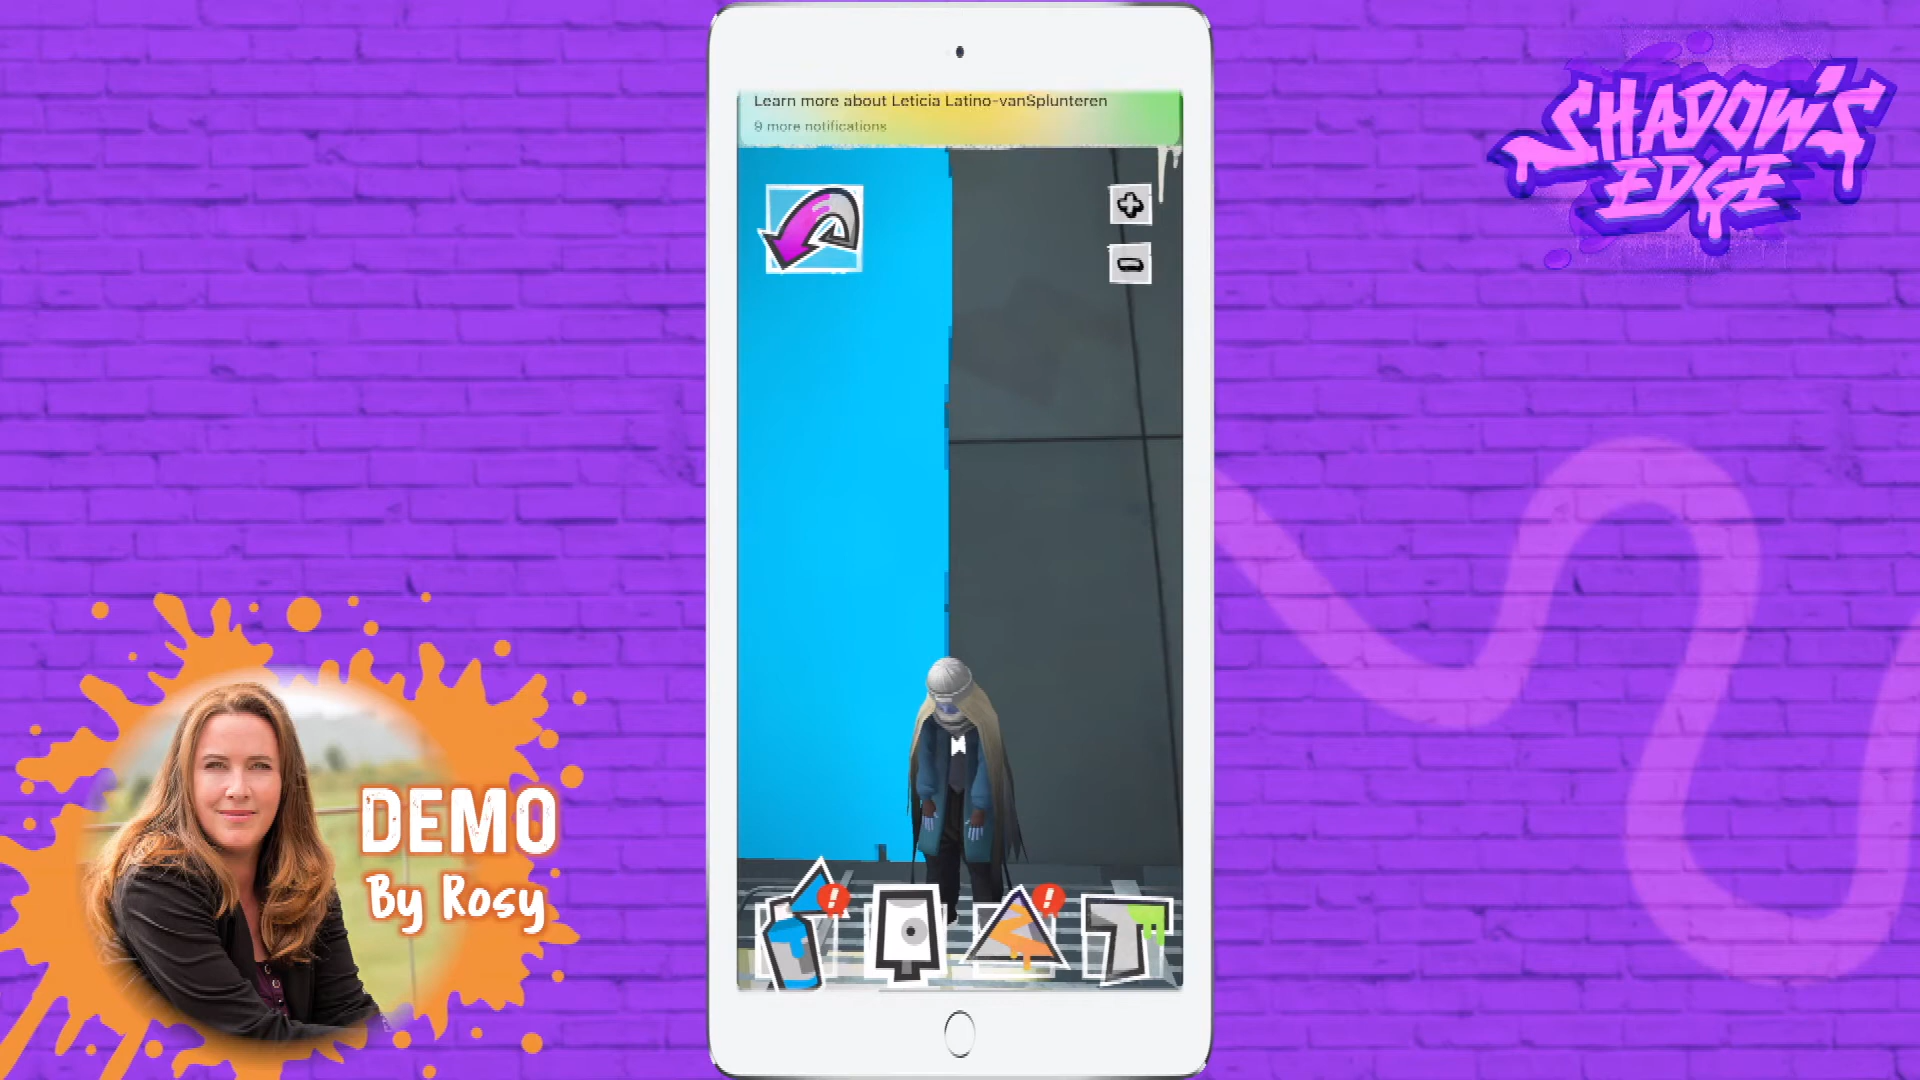 Learn more about Leticia Latino-vanSplunteren
9 more notifications
SHADOW'S
EDGE
DEMO
By Rosy